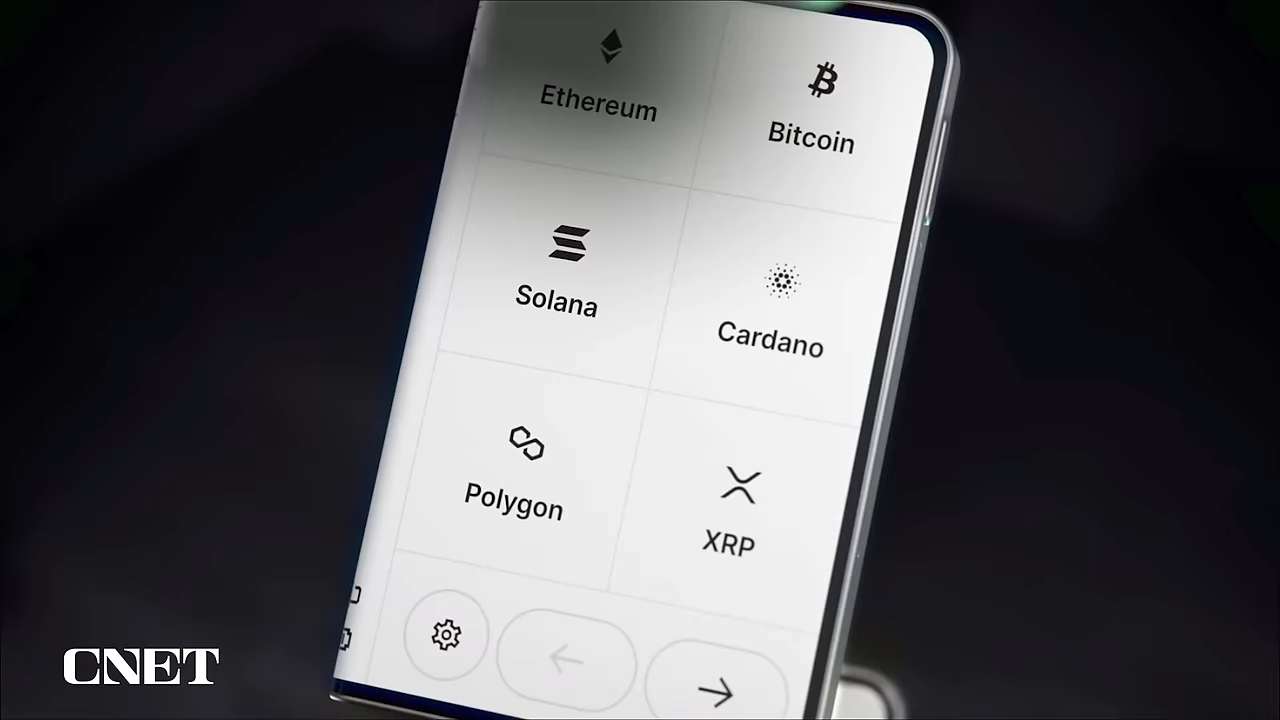 Ethereum
Bitcoin
Solana
Cardano
Polygon
XRP
CNET